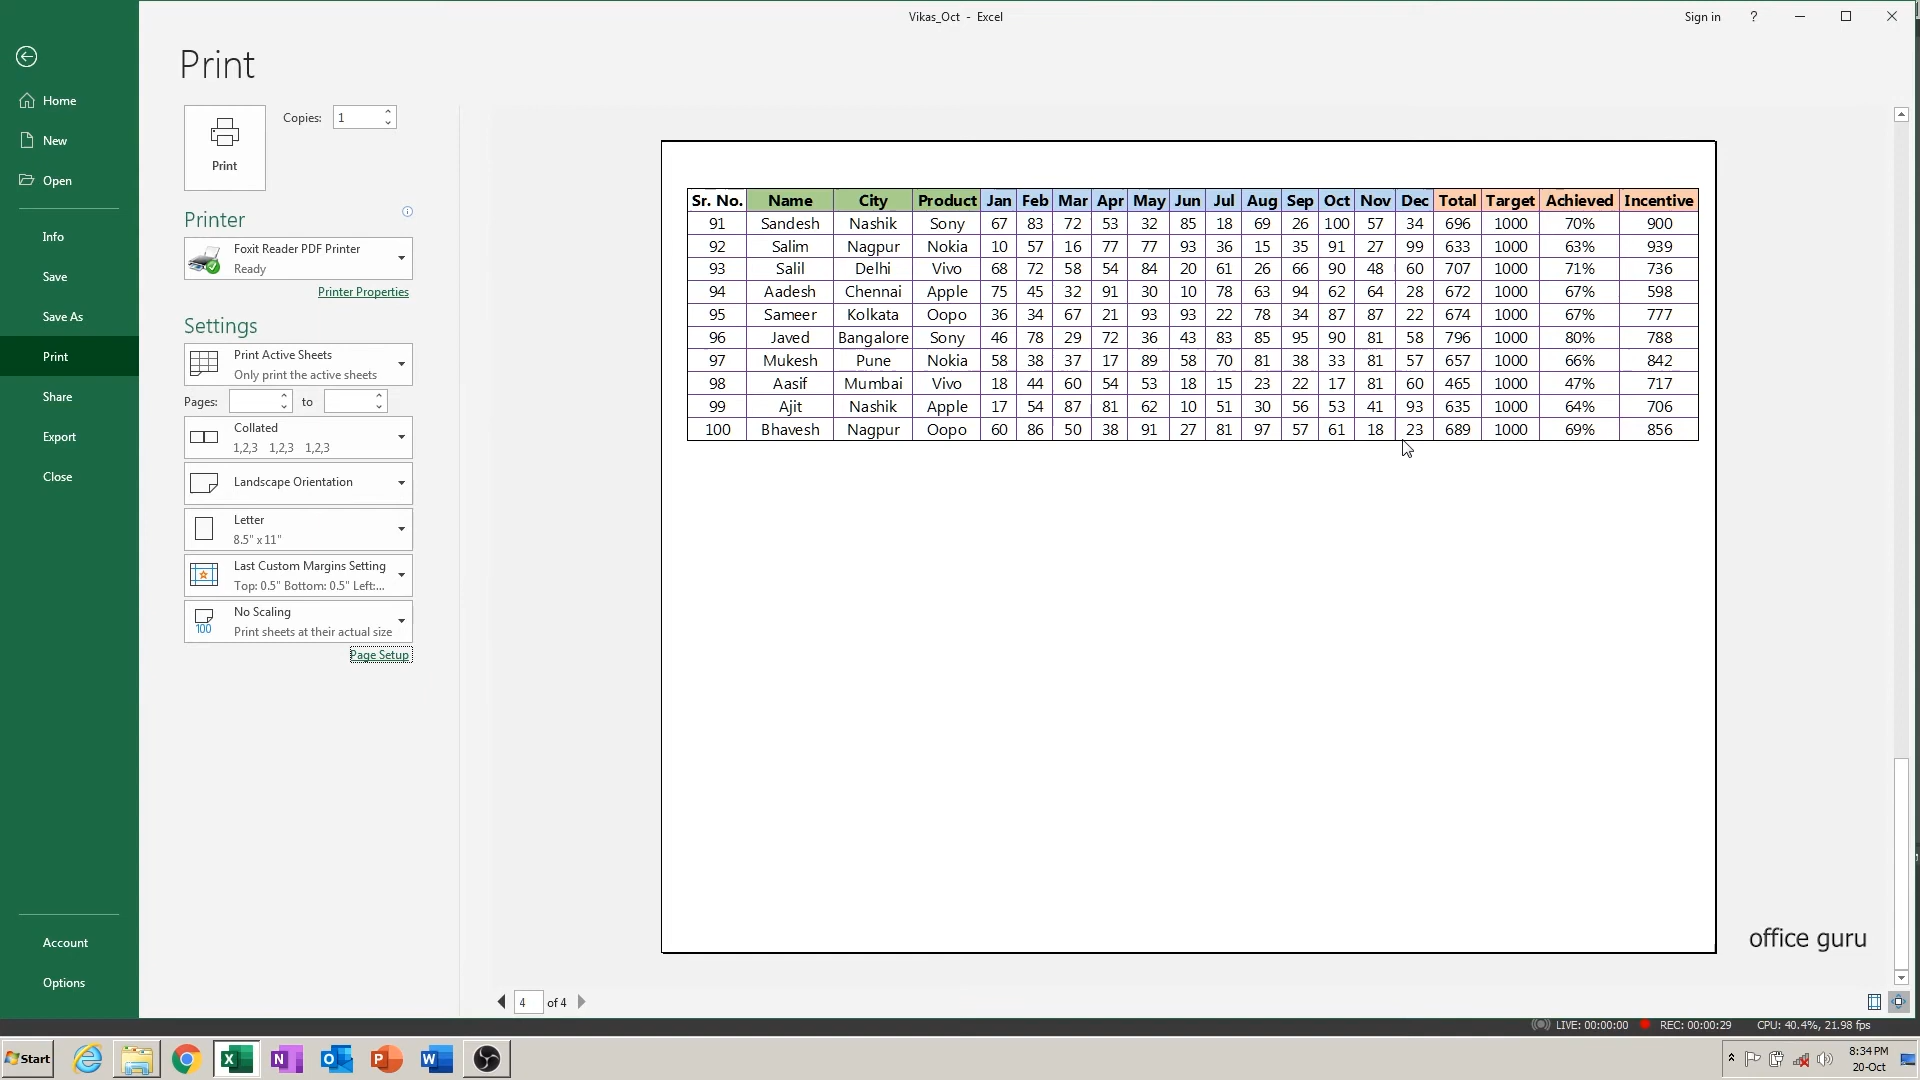 Vikas_Oct - Excel
Sign in ?
Print
Home
New
Open
Info
Save
Save As
Print
Share
Export
Close
Account
Options
Print
Copies: 1
Printer
Foxit Reader PDF Printer
Ready
Printer Properties
Settings
Print Active Sheets
Only print the active sheets
Pages: to
Collated
1,2,3 1,2,3 1,2,3
Landscape Orientation
Letter
8.5" x 11"
Last Custom Margins Setting
Top: 0.5" Bottom: 0.5" Left:...
No Scaling
100 Print sheets at their actual size
Page Setup
Sr. No. Name City Product Jan Feb Mar Apr May Jun Jul Aug Sep Oct Nov Dec Total Target Achieved Incentive
91 Sandesh Nashik Sony 67 83 72 53 32 85 18 69 26 100 57 34 696 1000 70% 900
92 Salim Nagpur Nokia 10 57 16 77 77 93 36 15 35 91 27 99 633 1000 63% 939
93 Salil Delhi Vivo 68 72 58 54 84 20 61 26 66 90 48 60 707 1000 71% 736
94 Aadesh Chennai Apple 75 45 32 91 30 10 78 63 94 62 64 28 672 1000 67% 598
95 Sameer Kolkata Oopo 36 34 67 21 93 93 22 78 34 87 87 22 674 1000 67% 777
96 Javed Bangalore Sony 46 78 29 72 36 43 83 85 95 90 81 58 796 1000 80% 788
97 Mukesh Pune Nokia 58 38 37 17 89 58 70 81 38 33 81 57 657 1000 66% 842
98 Aasif Mumbai Vivo 18 44 60 54 53 18 15 23 22 17 81 60 465 1000 47% 717
99 Ajit Nashik Apple 17 54 87 81 62 10 51 30 56 53 41 93 635 1000 64% 706
100 Bhavesh Nagpur Oopo 60 86 50 38 91 27 81 97 57 61 18 23 689 1000 69% 856
office guru
4 of 4
LIVE: 00:00:00 REC: 00:00:29 CPU: 40.4%, 21.98 fps
Start
8:34 PM
20-Oct